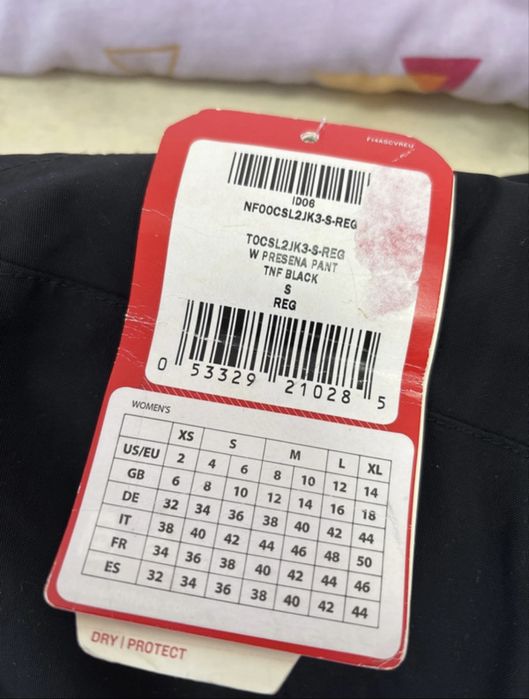 F14ASCVREU
ID06
NF00CSL2JK3-S-REG
T0CSL2JK3-S-REG
W PRESENA PANT
TNF BLACK
S
REG
0 53329 21028 5
WOMEN'S
XS S M L XL
US/EU 2 4 6 8 10 12 14
GB 6 8 10 12 14 16 18
DE 32 34 36 38 40 42 44
IT 38 40 42 44 46 48 50
FR 34 36 38 40 42 44 46
ES 32 34 36 38 40 42 44
DRY | PROTECT